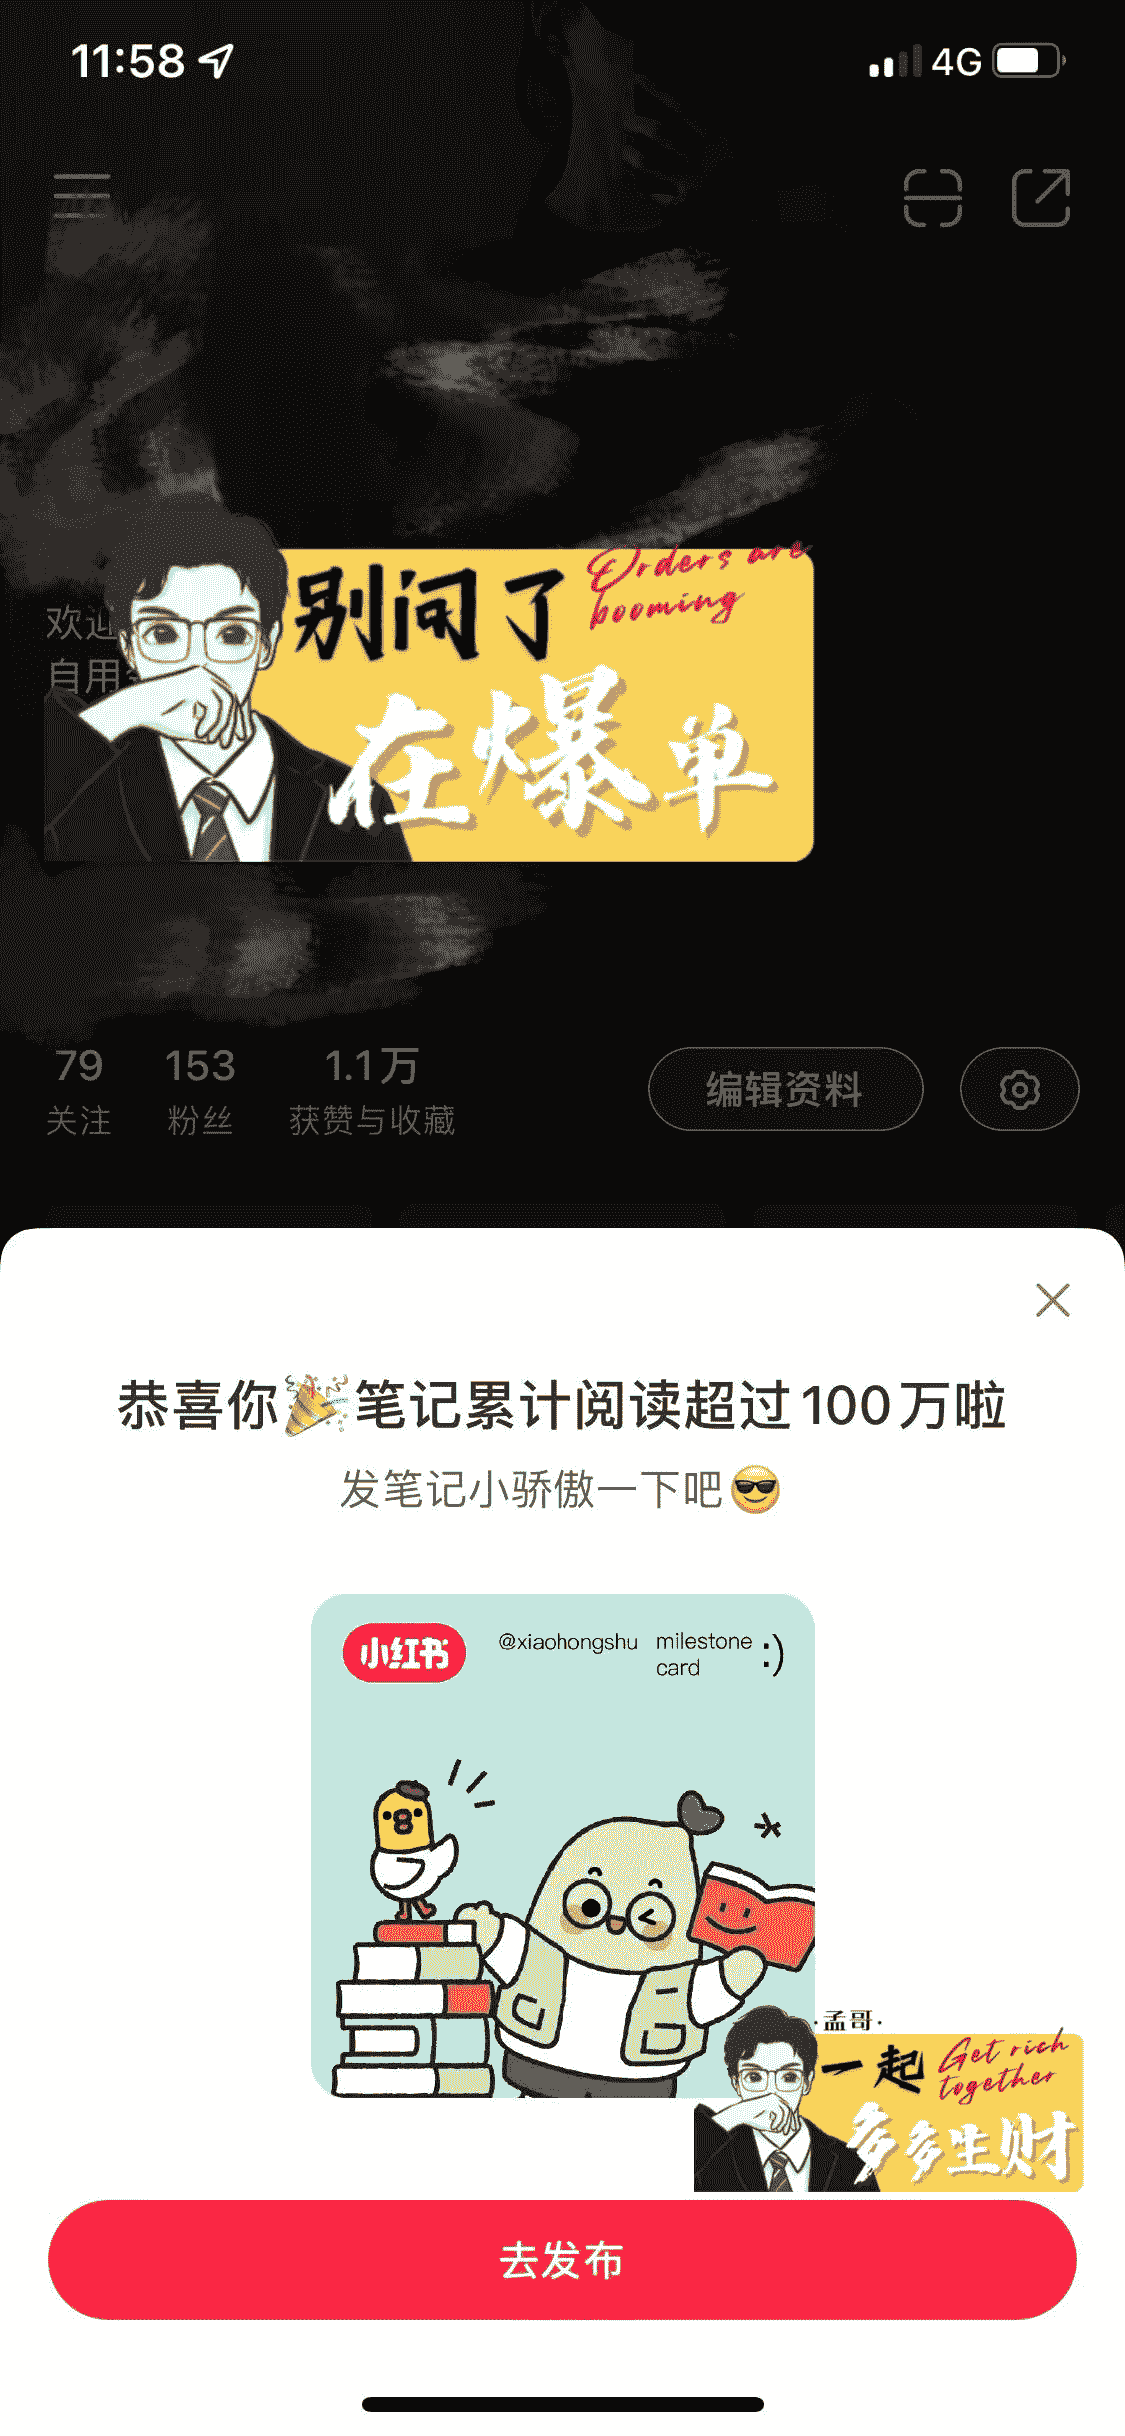 11:58
4G
别问了
Orders are
booming
欢迎
自用
在爆单
79
153
1.1万
关注
粉丝
获赞与收藏
编辑资料
恭喜你🎉笔记累计阅读超过100万啦
发笔记小骄傲一下吧😎
小红书
@xiaohongshu
milestone
card
:)
·孟哥·
一起
Get rich
together
多多生财
去发布